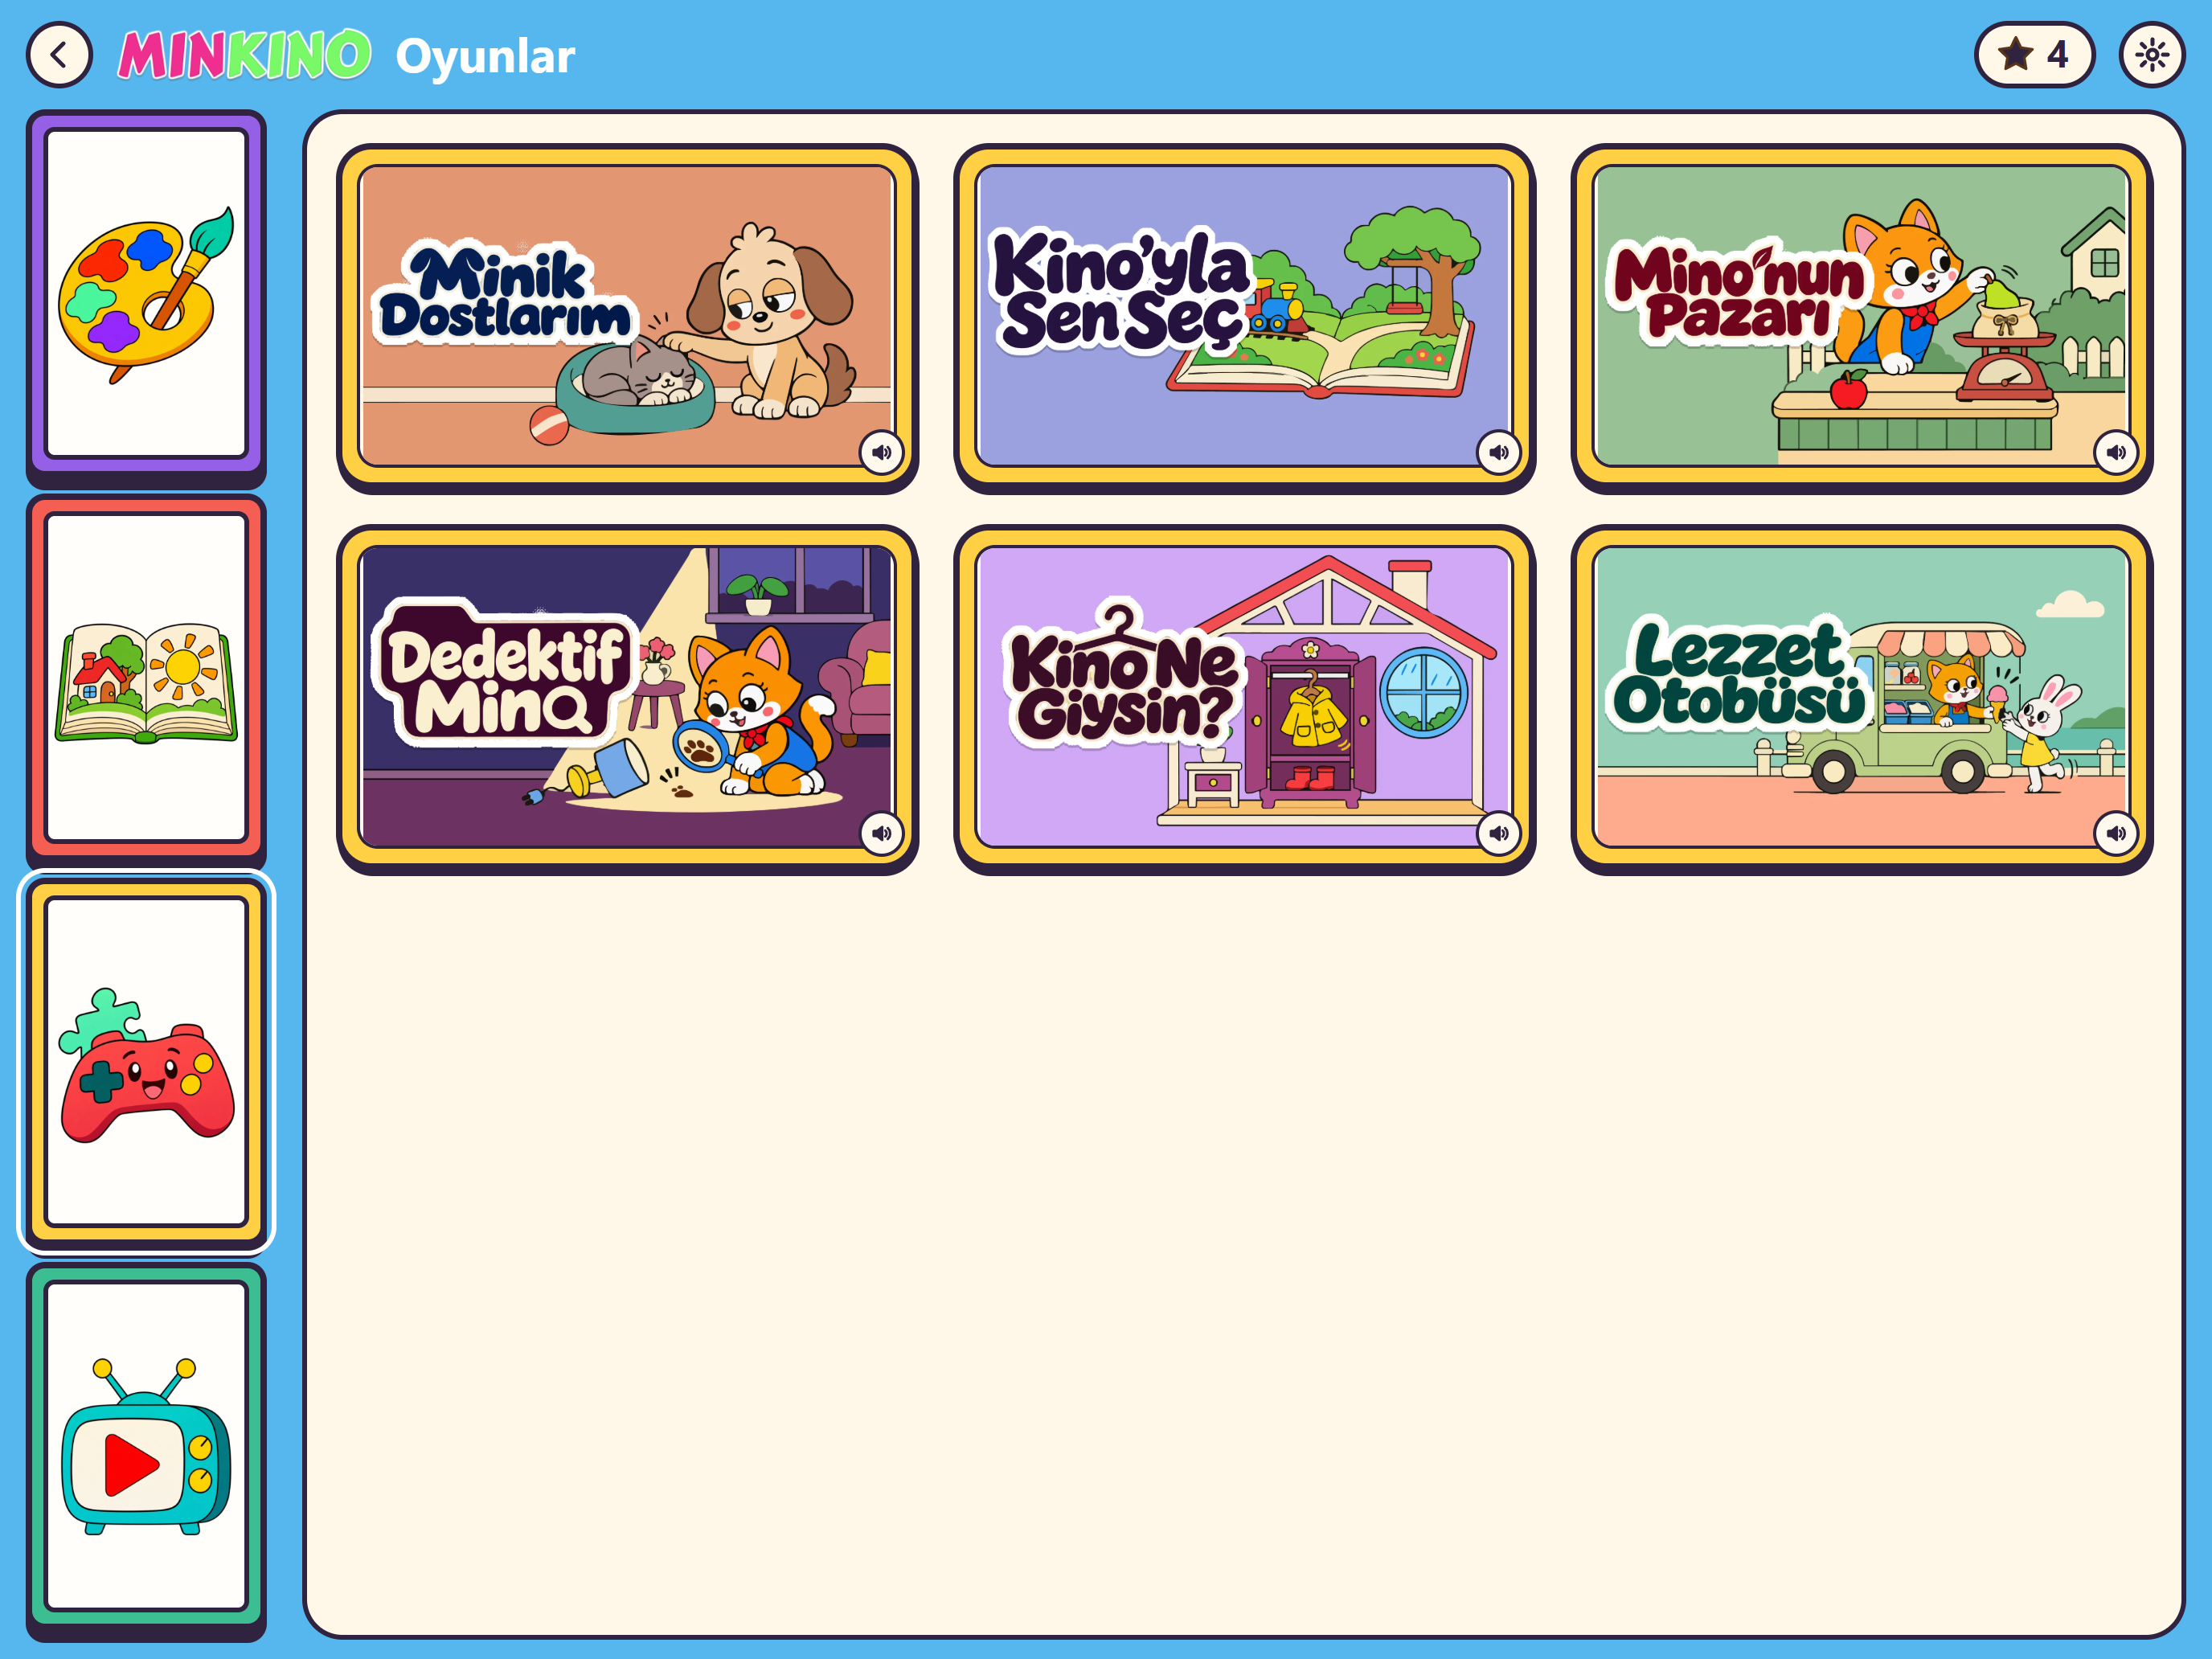 MINKINO Oyunlar
4
Minik
Dostlarım
Kino'yla
Sen Seç
Mino'nun
Pazarı
Dedektif
Mino
Kino Ne
Giysin?
Lezzet
Otobüsü